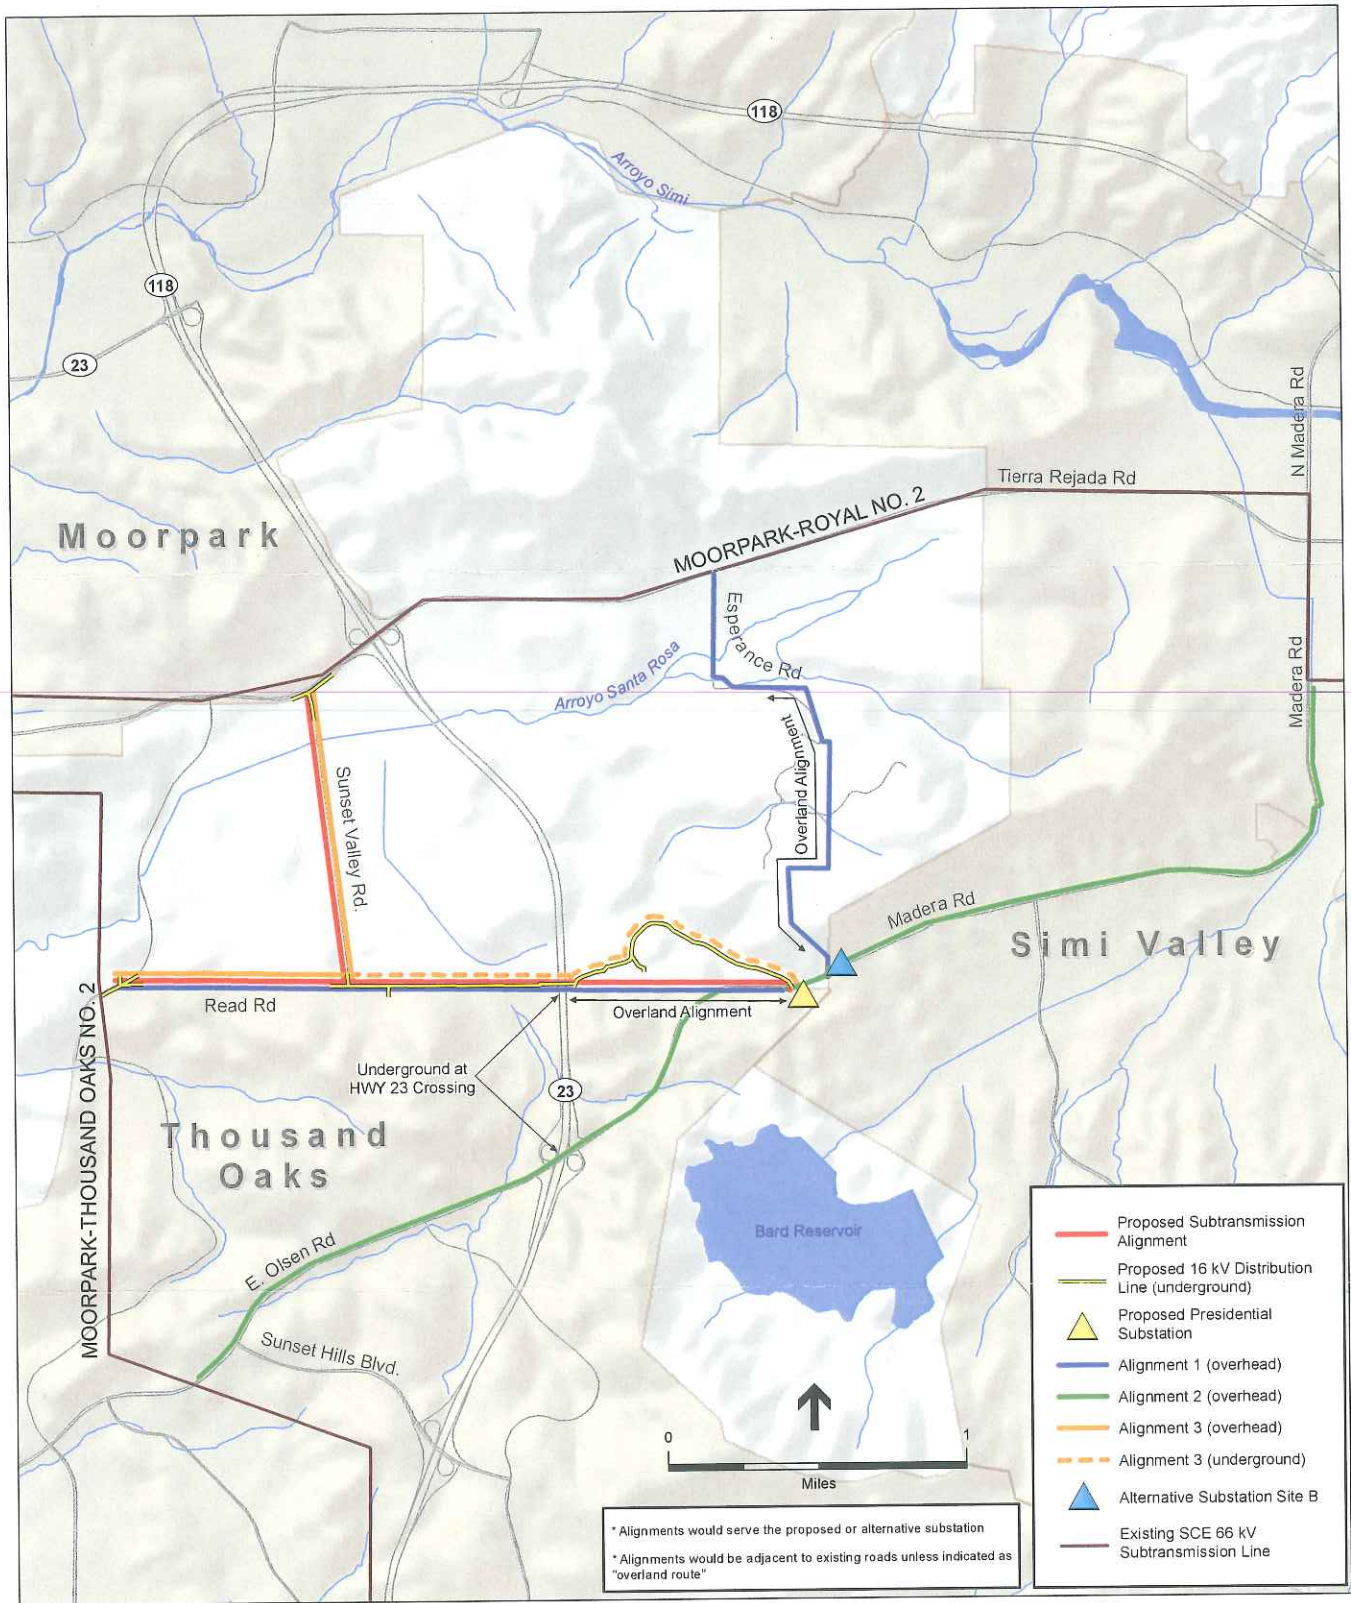 118
Arroyo Simi
118
23
N Madera Rd
Tierra Rejada Rd
MOORPARK-ROYAL NO. 2
Moorpark
Esperance Rd
Madera Rd
Arroyo Santa Rosa
Overland Alignment
Sunset Valley Rd.
Madera Rd
Simi Valley
Read Rd
Overland Alignment
MOORPARK-THOUSAND OAKS NO. 2
Underground at
HWY 23 Crossing
23
Thousand
Oaks
Bard Reservoir
E. Olsen Rd
Sunset Hills Blvd.
0
1
Miles
* Alignments would serve the proposed or alternative substation
* Alignments would be adjacent to existing roads unless indicated as
"overland route"
Proposed Subtransmission
Alignment
Proposed 16 kV Distribution
Line (underground)
Proposed Presidential
Substation
Alignment 1 (overhead)
Alignment 2 (overhead)
Alignment 3 (overhead)
Alignment 3 (underground)
Alternative Substation Site B
Existing SCE 66 kV
Subtransmission Line